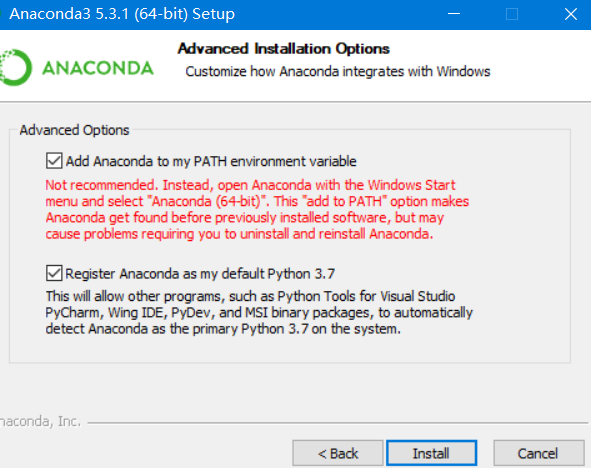 Anaconda3 5.3.1 (64-bit) Setup
Advanced Installation Options
Customize how Anaconda integrates with Windows
ANACONDA
Advanced Options
Add Anaconda to my PATH environment variable
Not recommended. Instead, open Anaconda with the Windows Start
menu and select "Anaconda (64-bit)". This "add to PATH" option makes
Anaconda get found before previously installed software, but may
cause problems requiring you to uninstall and reinstall Anaconda.
Register Anaconda as my default Python 3.7
This will allow other programs, such as Python Tools for Visual Studio
PyCharm, Wing IDE, PyDev, and MSI binary packages, to automatically
detect Anaconda as the primary Python 3.7 on the system.
naconda, Inc.
< Back
Install
Cancel